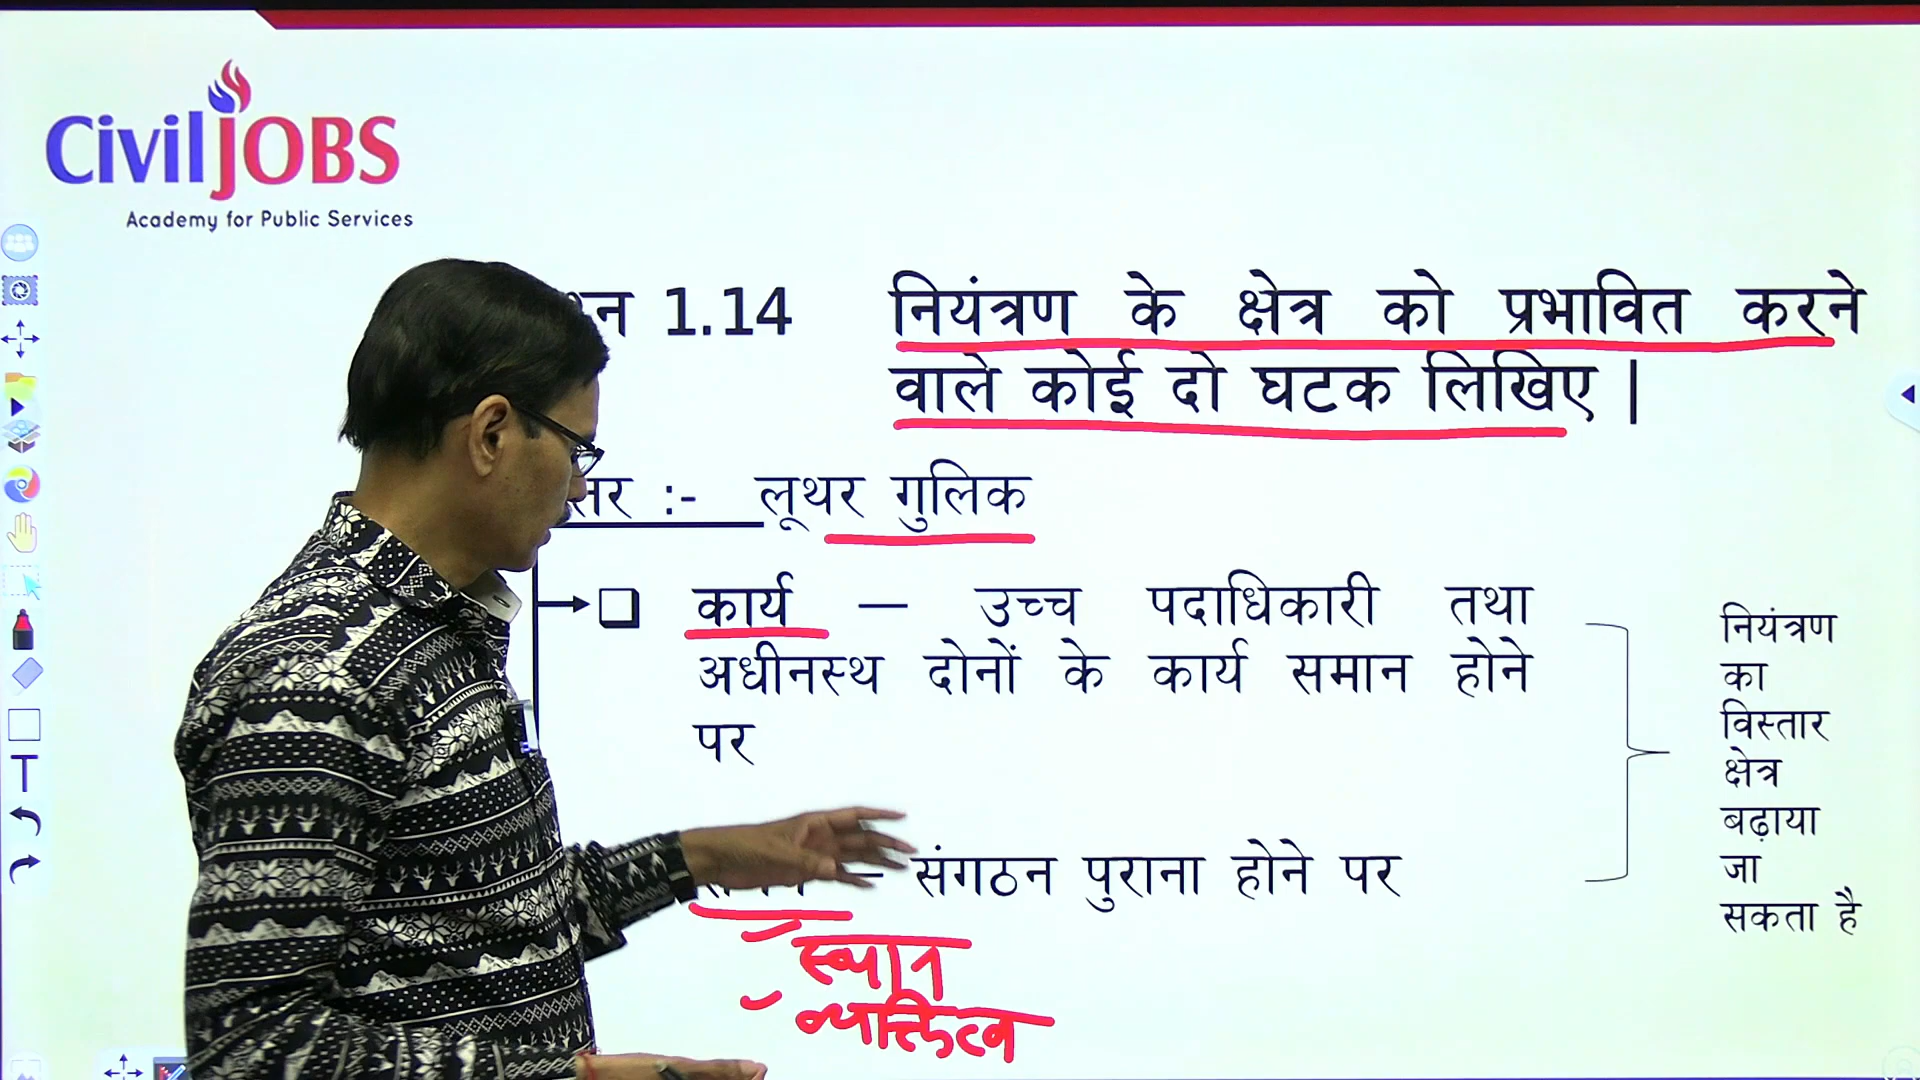 CivilJOBS
Academy for Public Services
1.14 नियंत्रण के क्षेत्र को प्रभावित करने
वाले कोई दो घटक लिखिए |
:- लूथर गुलिक
कार्य – उच्च पदाधिकारी तथा
अधीनस्थ दोनों के कार्य समान होने
पर
– संगठन पुराना होने पर
स्थान
व्यक्तित्व
नियंत्रण
का
विस्तार
क्षेत्र
बढ़ाया
जा
सकता है